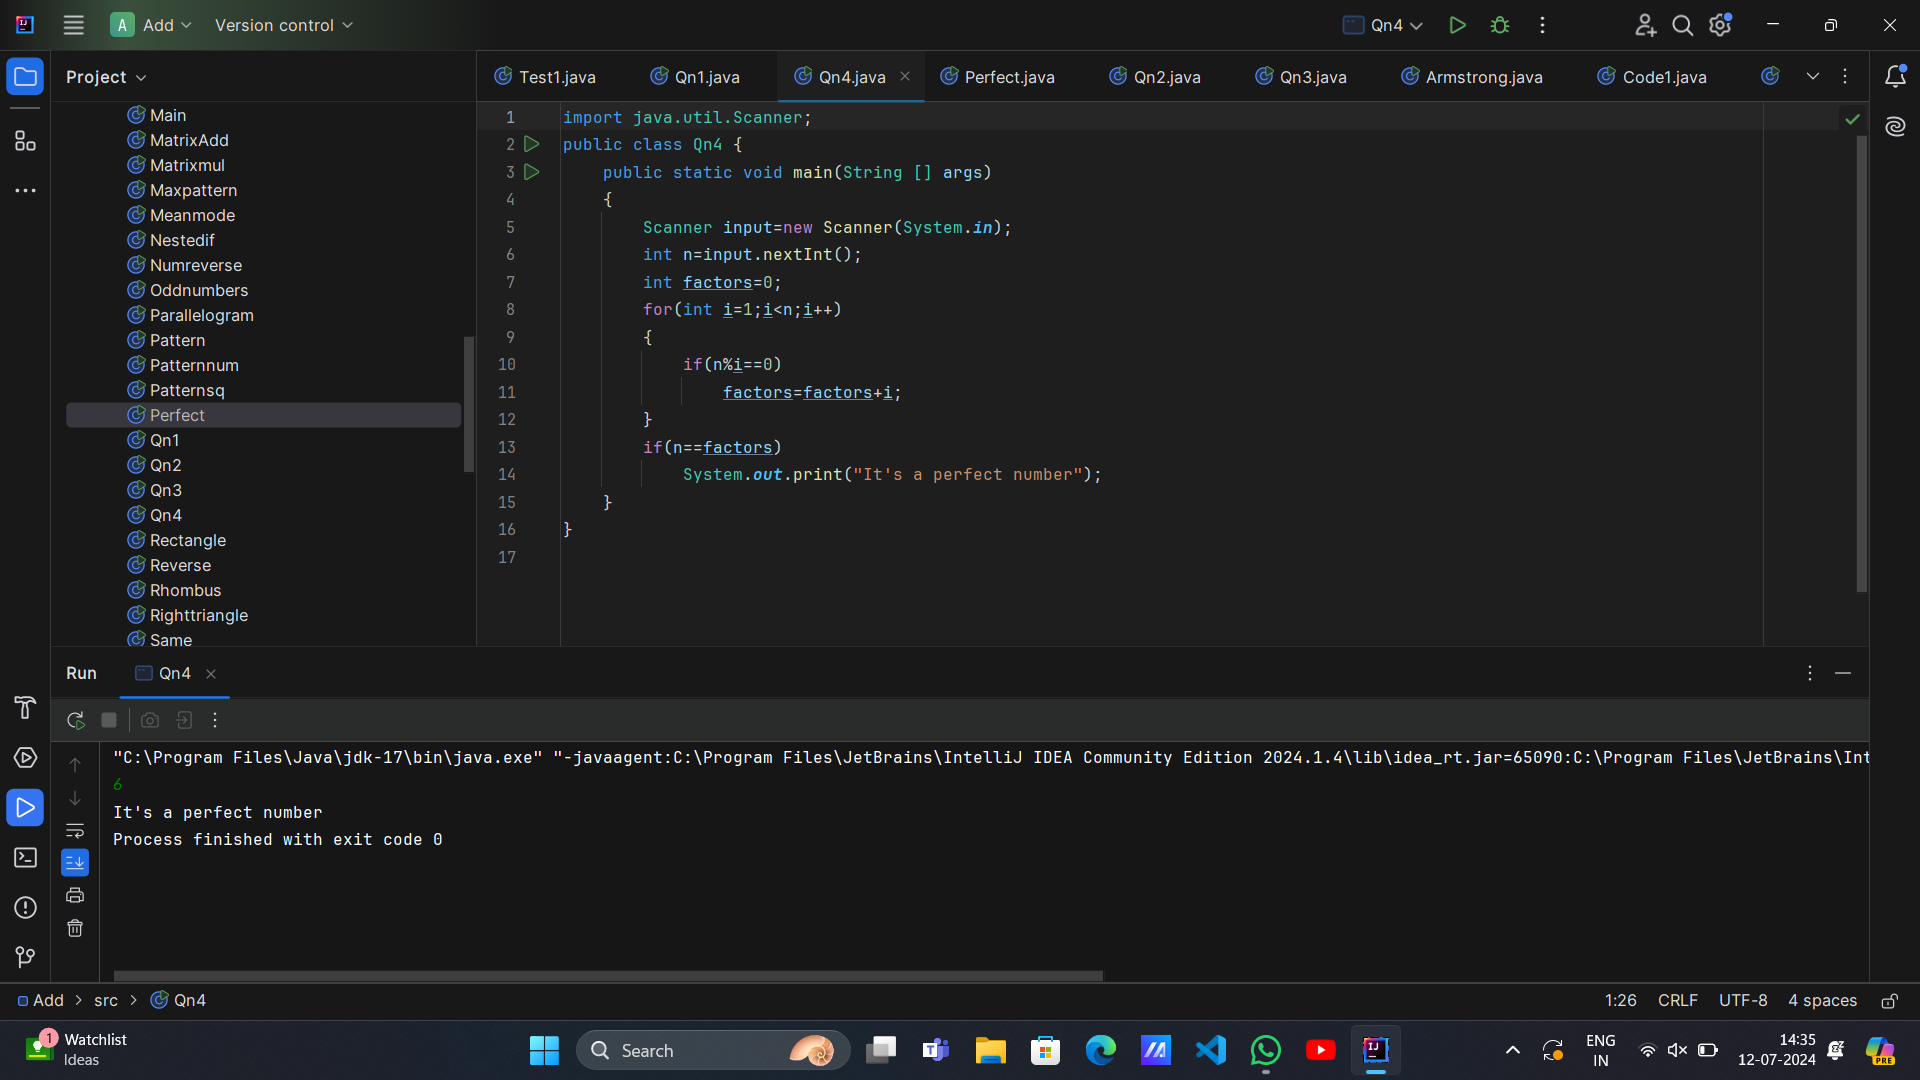 A Add Version control Qn4
Project
Test1.java Qn1.java Qn4.java Perfect.java Qn2.java Qn3.java Armstrong.java Code1.java
Main
MatrixAdd
Matrixmul
Maxpattern
Meanmode
Nestedif
Numreverse
Oddnumbers
Parallelogram
Pattern
Patternnum
Patternsq
Perfect
Qn1
Qn2
Qn3
Qn4
Rectangle
Reverse
Rhombus
Righttriangle
Same
1 import java.util.Scanner;
2 public class Qn4 {
3 public static void main(String [] args)
4 {
5 Scanner input=new Scanner(System.in);
6 int n=input.nextInt();
7 int factors=0;
8 for(int i=1;i<n;i++)
9 {
10 if(n%i==0)
11 factors=factors+i;
12 }
13 if(n==factors)
14 System.out.print("It's a perfect number");
15 }
16 }
17
Run Qn4
"C:\Program Files\Java\jdk-17\bin\java.exe" "-javaagent:C:\Program Files\JetBrains\IntelliJ IDEA Community Edition 2024.1.4\lib\idea_rt.jar=65090:C:\Program Files\JetBrains\Int
6
It's a perfect number
Process finished with exit code 0
Add > src > Qn4 1:26 CRLF UTF-8 4 spaces
1 Watchlist
Ideas
Search
ENG
IN
14:35
12-07-2024
PRE